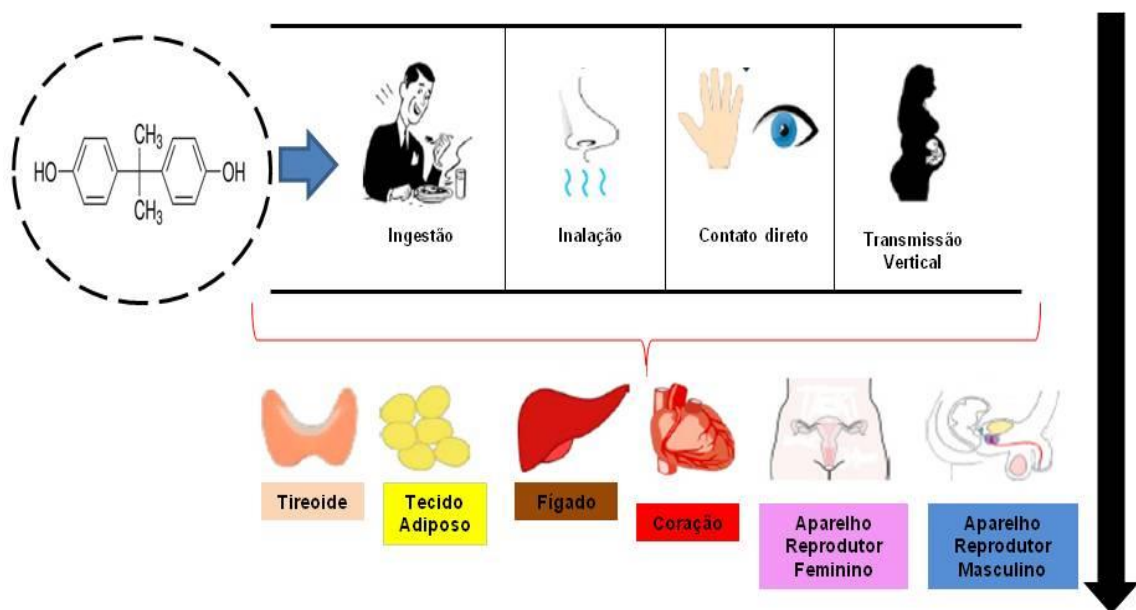 CH₃
HO
OH
CH₃
Ingestão
Inalação
Contato direto
Transmissão
Vertical
Tireoide
Tecido
Adiposo
Fígado
Coração
Aparelho
Reprodutor
Feminino
Aparelho
Reprodutor
Masculino